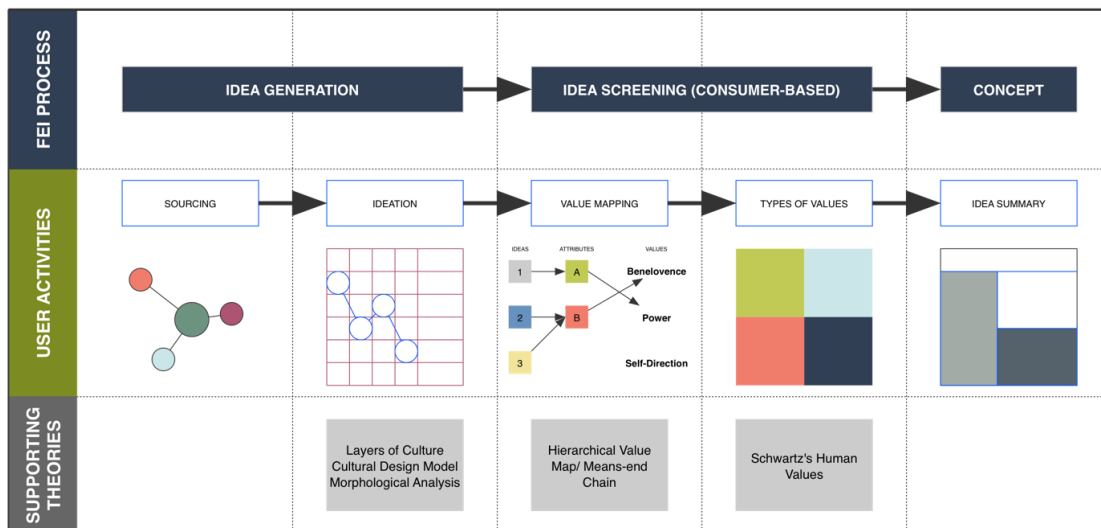 FEI PROCESS
IDEA GENERATION
IDEA SCREENING (CONSUMER-BASED)
CONCEPT
USER ACTIVITIES
SOURCING
IDEATION
VALUE MAPPING
TYPES OF VALUES
IDEA SUMMARY
IDEAS
ATTRIBUTES
VALUES
1
A
Benelovence
2
B
Power
3
Self-Direction
SUPPORTING
THEORIES
Layers of Culture
Cultural Design Model
Morphological Analysis
Hierarchical Value
Map/ Means-end
Chain
Schwartz's Human
Values